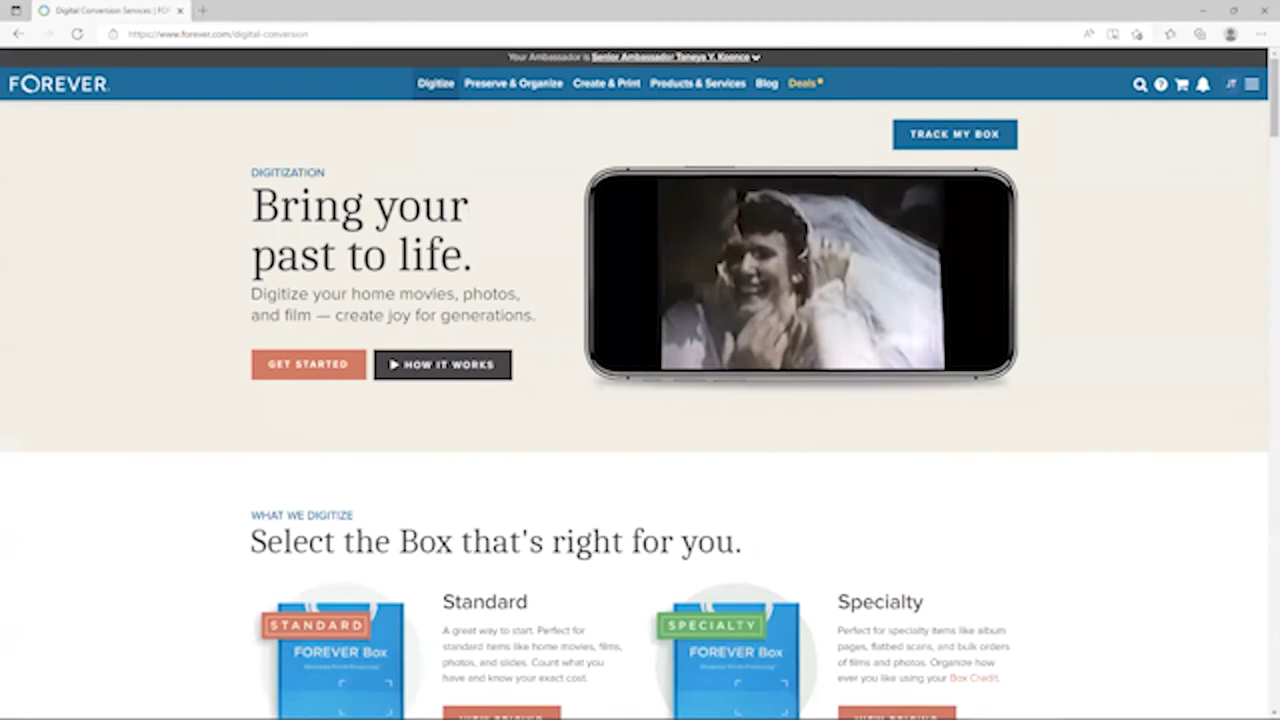 Digital Conversion Services | FO
https://www.forever.com/digital-conversion
Your Ambassador is Senior Ambassador Taneya Y. Koonce
FOREVER
Digitize Preserve & Organize Create & Print Products & Services Blog Deals
JT
TRACK MY BOX
DIGITIZATION
Bring your
past to life.
Digitize your home movies, photos,
and film — create joy for generations.
GET STARTED
HOW IT WORKS
WHAT WE DIGITIZE
Select the Box that's right for you.
STANDARD
FOREVER Box
Standard
A great way to start. Perfect for
standard items like home movies, films,
photos, and slides. Count what you
have and know your exact cost.
VIEW PRICING
SPECIALTY
FOREVER Box
Specialty
Perfect for specialty items like album
pages, flatbed scans, and bulk orders
of films and photos. Organize how
ever you like using your Box Credit.
VIEW PRICING